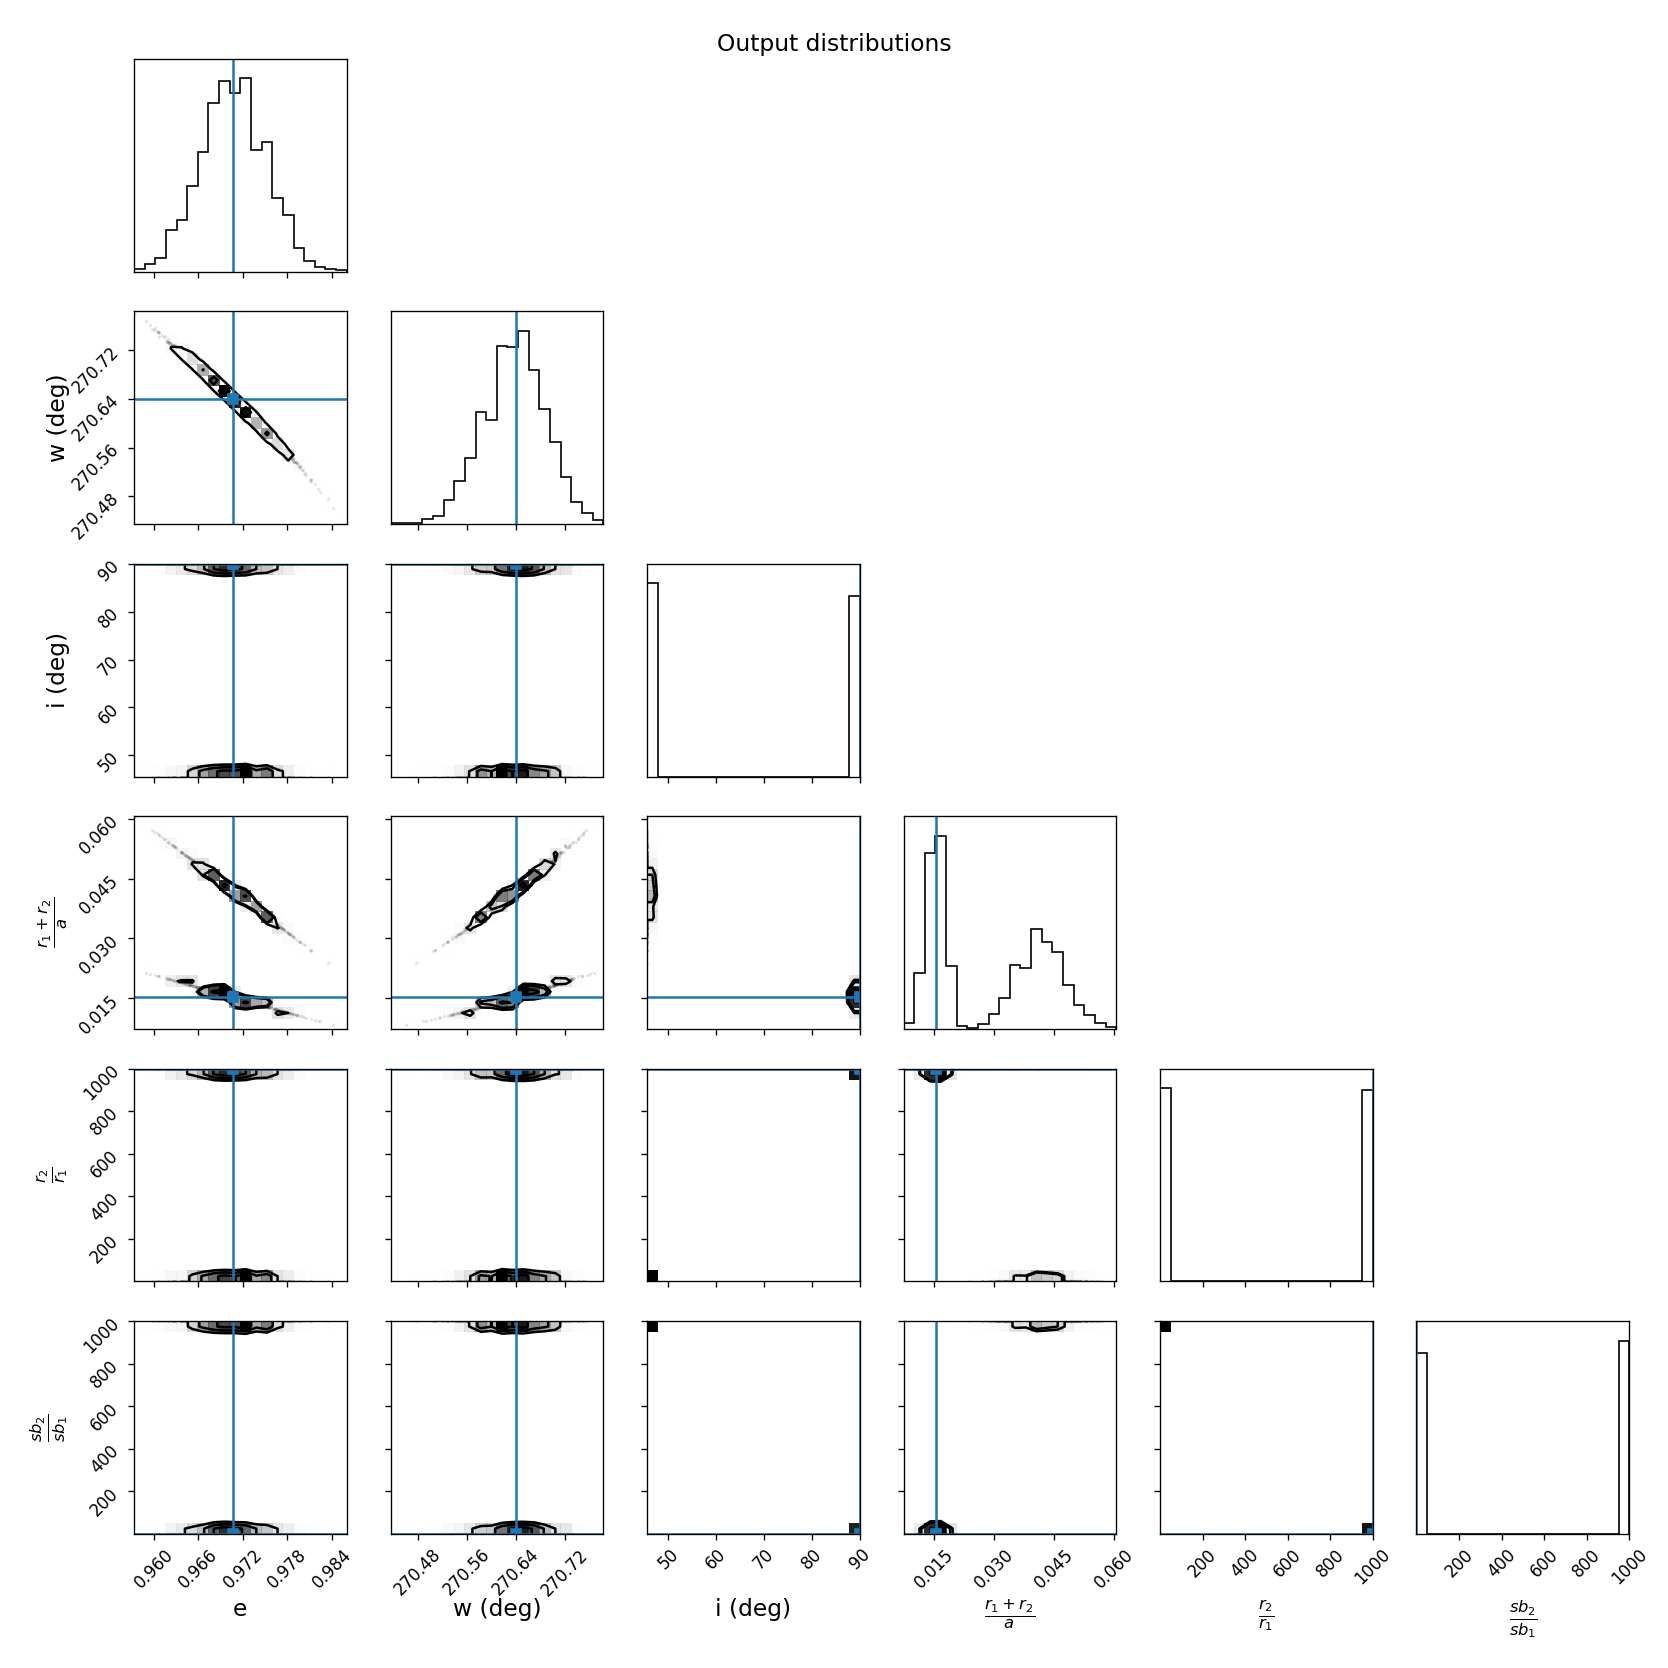 Output distributions
270.72
270.64
270.56
270.48
w (deg)
90
80
70
60
50
i (deg)
0.060
0.045
0.030
0.015
r₁ + r₂
a
1000
800
600
400
200
r₂
r₁
1000
800
600
400
200
sb₂
sb₁
0.960 0.966 0.972 0.978 0.984
270.48 270.56 270.64 270.72
50 60 70 80 90
0.015 0.030 0.045 0.060
200 400 600 800 1000
200 400 600 800 1000
e
w (deg)
i (deg)
r₁ + r₂
a
r₂
r₁
sb₂
sb₁